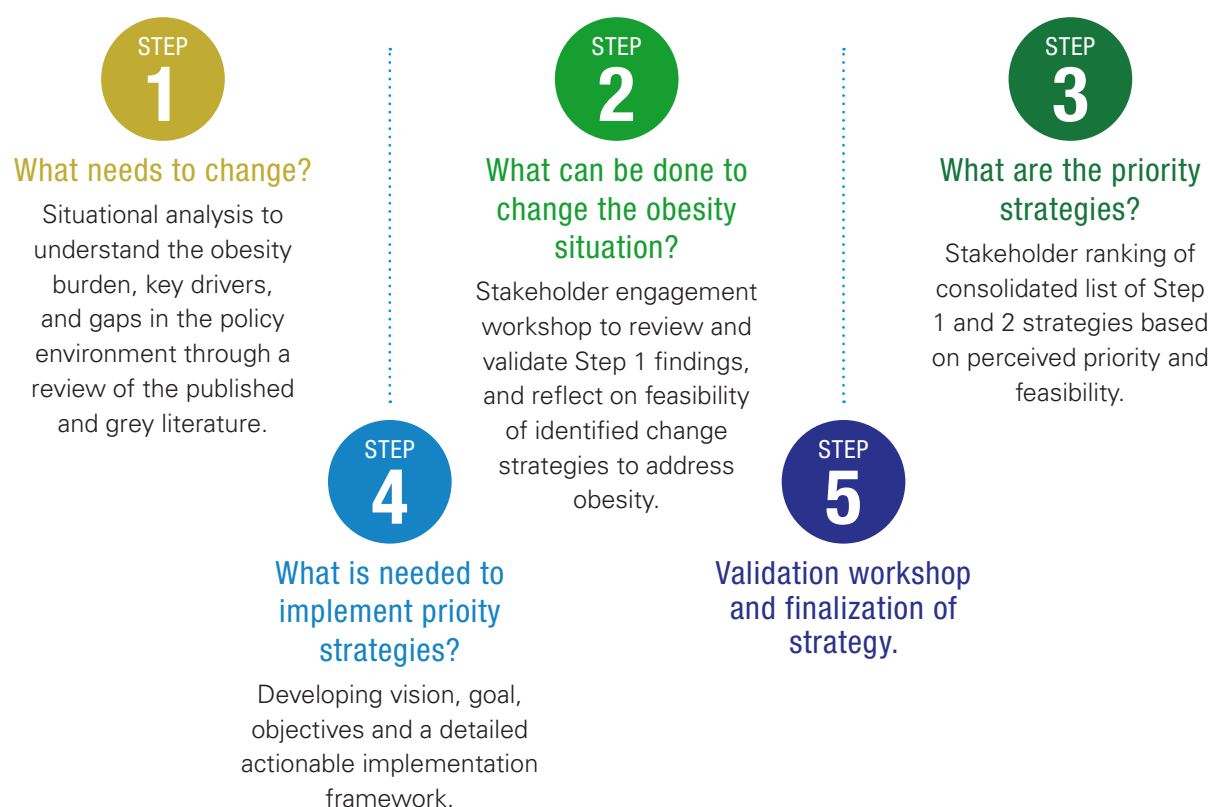 STEP
1
What needs to change?
Situational analysis to
understand the obesity
burden, key drivers,
and gaps in the policy
environment through a
review of the published
and grey literature.
STEP
2
What can be done to
change the obesity
situation?
Stakeholder engagement
workshop to review and
validate Step 1 findings,
and reflect on feasibility
of identified change
strategies to address
obesity.
STEP
3
What are the priority
strategies?
Stakeholder ranking of
consolidated list of Step
1 and 2 strategies based
on perceived priority and
feasibility.
STEP
4
What is needed to
implement prioity
strategies?
Developing vision, goal,
objectives and a detailed
actionable implementation
framework.
STEP
5
Validation workshop
and finalization of
strategy.